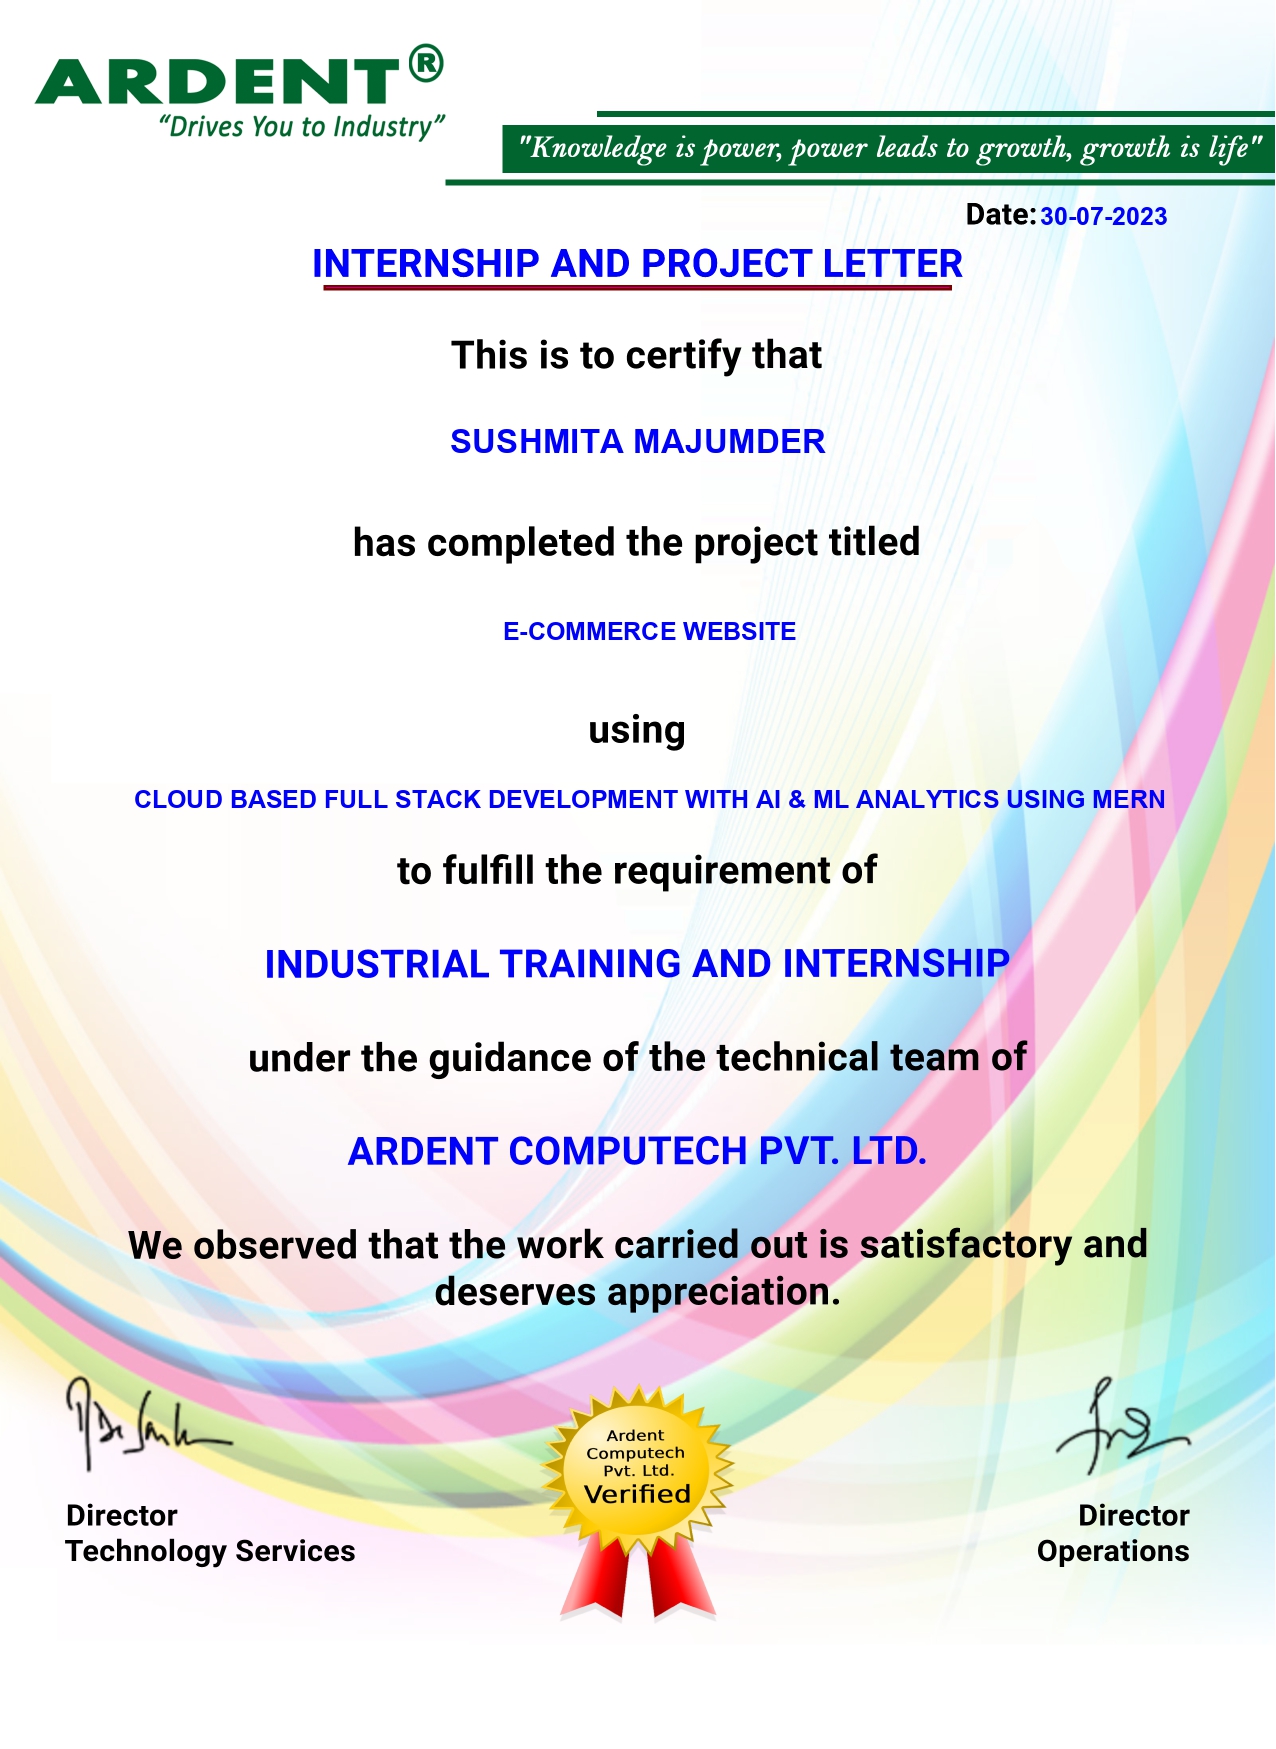 ARDENT®
“Drives You to Industry”
"Knowledge is power, power leads to growth, growth is life"
Date: 30-07-2023
INTERNSHIP AND PROJECT LETTER
This is to certify that
SUSHMITA MAJUMDER
has completed the project titled
E-COMMERCE WEBSITE
using
CLOUD BASED FULL STACK DEVELOPMENT WITH AI & ML ANALYTICS USING MERN
to fulfill the requirement of
INDUSTRIAL TRAINING AND INTERNSHIP
under the guidance of the technical team of
ARDENT COMPUTECH PVT. LTD.
We observed that the work carried out is satisfactory and
deserves appreciation.
Ardent
Computech
Pvt. Ltd.
Verified
Director
Technology Services
Director
Operations